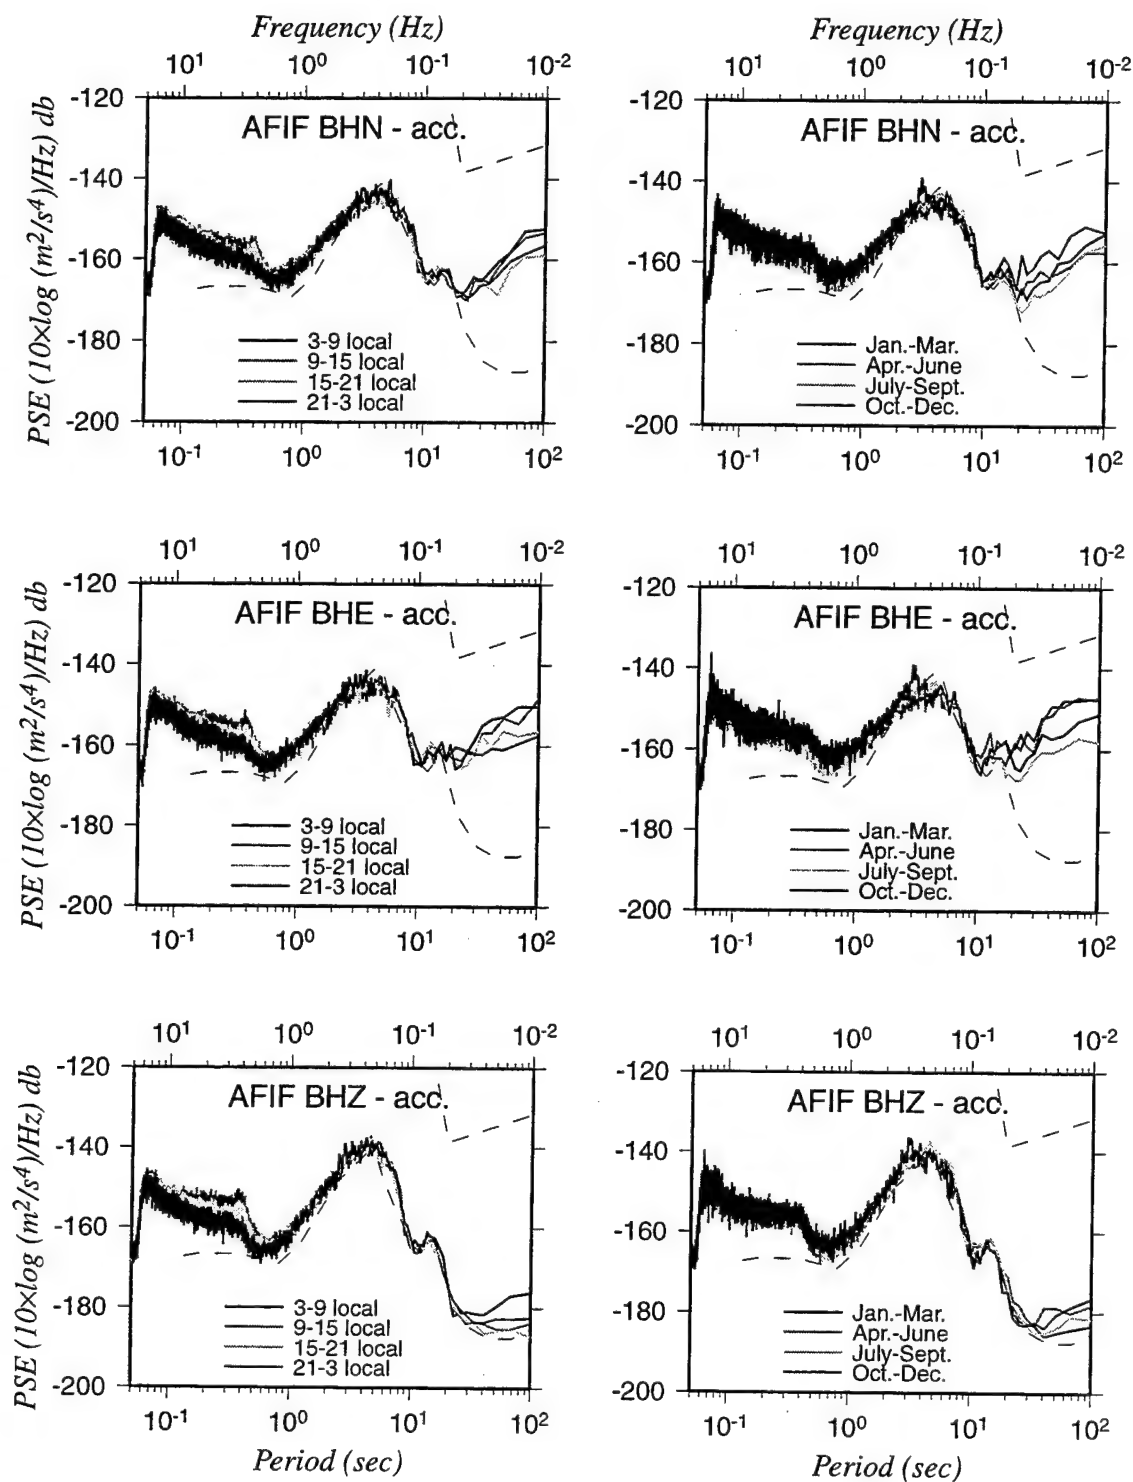 Frequency (Hz)
10¹ 10⁰ 10-1 10-2
-120
-140
-160
-180
-200
PSE (10×log (m²/s⁴)/Hz) db
AFIF BHN - acc.
3-9 local
9-15 local
15-21 local
21-3 local
10-1 10⁰ 10¹ 10²
Frequency (Hz)
10¹ 10⁰ 10-1 10-2
-120
-140
-160
-180
-200
AFIF BHN - acc.
Jan.-Mar.
Apr.-June
July-Sept.
Oct.-Dec.
10-1 10⁰ 10¹ 10²
10¹ 10⁰ 10-1 10-2
-120
-140
-160
-180
-200
PSE (10×log (m²/s⁴)/Hz) db
AFIF BHE - acc.
3-9 local
9-15 local
15-21 local
21-3 local
10-1 10⁰ 10¹ 10²
10¹ 10⁰ 10-1 10-2
-120
-140
-160
-180
-200
AFIF BHE - acc.
Jan.-Mar.
Apr.-June
July-Sept.
Oct.-Dec.
10-1 10⁰ 10¹ 10²
10¹ 10⁰ 10-1 10-2
-120
-140
-160
-180
-200
PSE (10×log (m²/s⁴)/Hz) db
AFIF BHZ - acc.
3-9 local
9-15 local
15-21 local
21-3 local
10-1 10⁰ 10¹ 10²
Period (sec)
10¹ 10⁰ 10-1 10-2
-120
-140
-160
-180
-200
AFIF BHZ - acc.
Jan.-Mar.
Apr.-June
July-Sept.
Oct.-Dec.
10-1 10⁰ 10¹ 10²
Period (sec)